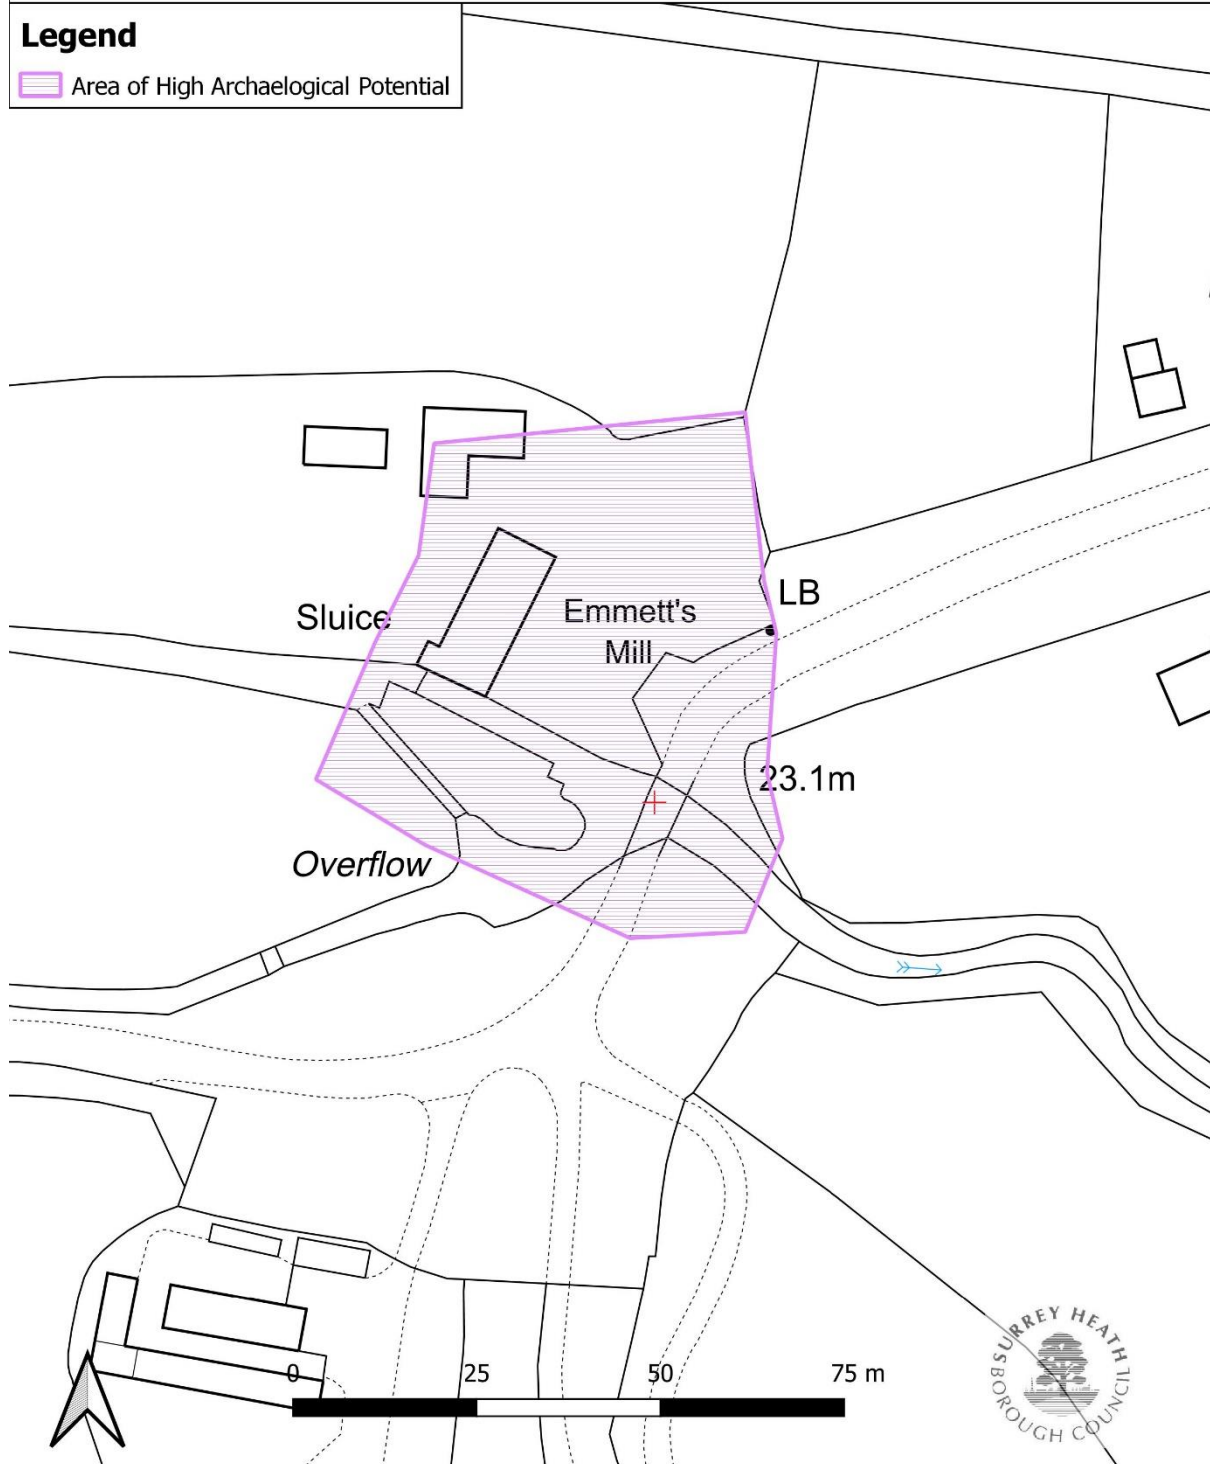 Legend
Area of High Archaelogical Potential
Sluice
Emmett's
Mill
LB
23.1m
Overflow
0 25 50 75 m
SURREY HEATH
BOROUGH COUNCIL